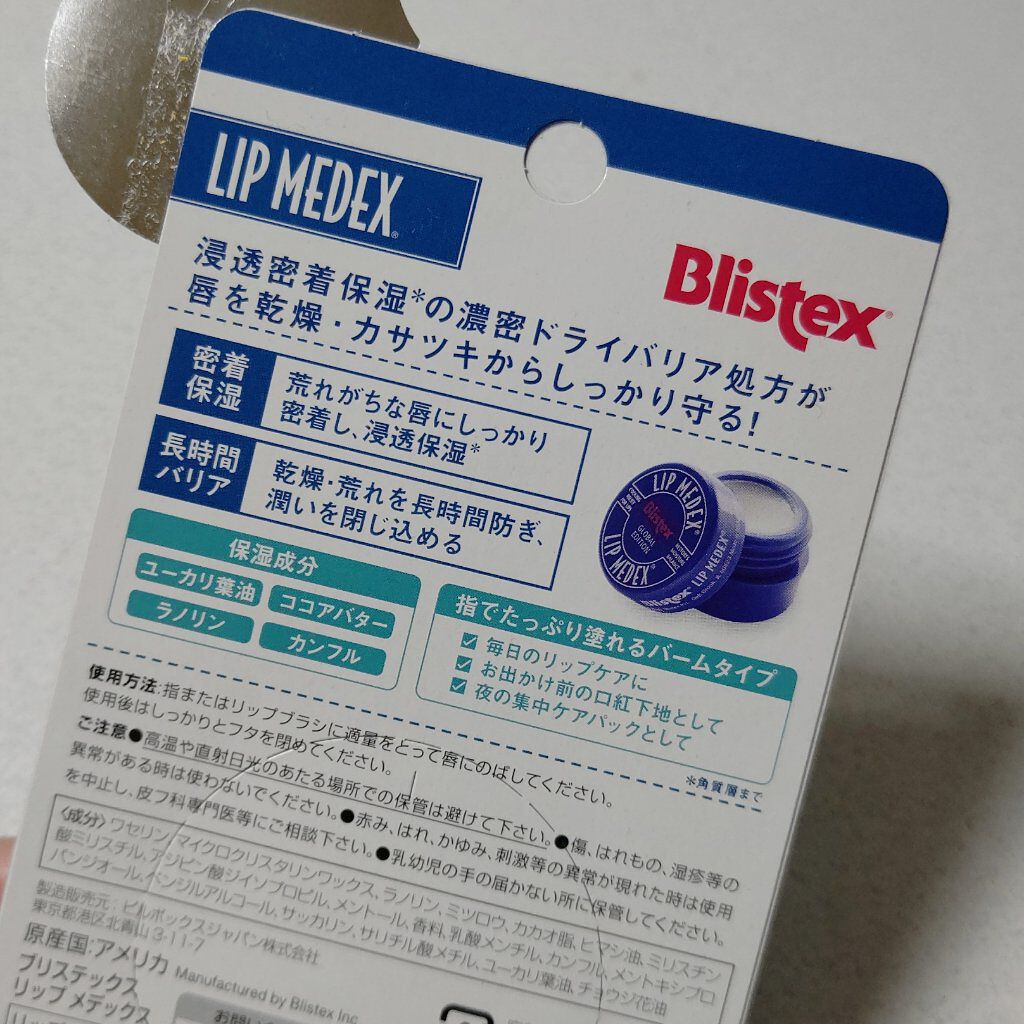 LIP MEDEX®
Blistex®
浸透密着保湿*の濃密ドライバリア処方が
唇を乾燥・カサツキからしっかり守る!
密着
保湿
荒れがちな唇にしっかり
密着し、浸透保湿*
長時間
バリア
乾燥・荒れを長時間防ぎ、
潤いを閉じ込める
LIP MEDEX®
Blistex
GLOBAL
EDITION
LIP MEDEX®
Blistex® LIP MEDEX®
保湿成分
ユーカリ葉油
ココアバター
ラノリン
カンフル
指でたっぷり塗れるバームタイプ
毎日のリップケアに
お出かけ前の口紅下地として
夜の集中ケアパックとして
*角質層まで
使用方法:指またはリップブラシに適量をとって唇にのばしてください。
使用後はしっかりとフタを閉めてください。
ご注意●高温や直射日光のあたる場所での保管は避けて下さい。●傷、はれもの、湿疹等の
異常がある時は使わないでください。●赤み、はれ、かゆみ、刺激等の異常が現れた時は使用
を中止し、皮フ科専門医等にご相談下さい。●乳幼児の手の届かない所に保管してください。
〈成分〉ワセリン、マイクロクリスタリンワックス、ラノリン、ミツロウ、カカオ脂、ヒマシ油、ミリスチン
酸ミリスチル、アジピン酸ジイソプロピル、メントール、香料、乳酸メンチル、カンフル、メントキシプロ
パンジオール、ベンジルアルコール、サッカリン、サリチル酸メチル、ユーカリ葉油、チョウジ花油
製造販売元:ピルボックスジャパン株式会社
東京都港区北青山3-11-7
原産国:アメリカ Manufactured by Blistex Inc
ブリステックス
リップ メデックス